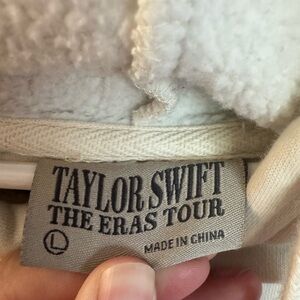 TAYLOR SWIFT
THE ERAS TOUR
L
MADE IN CHINA